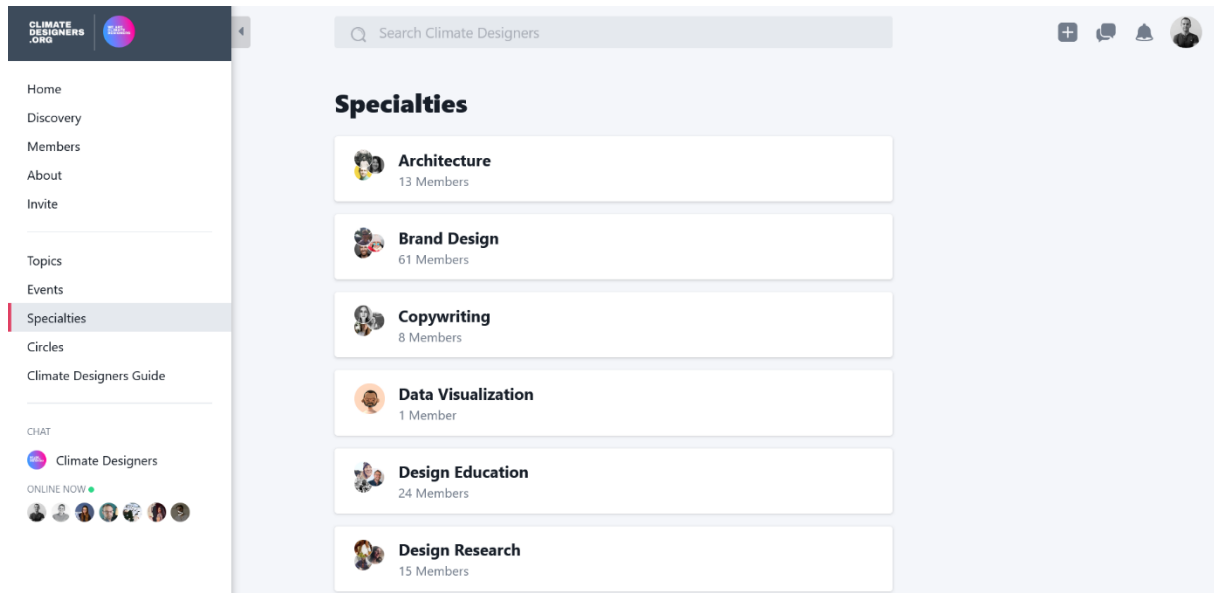 CLIMATE
DESIGNERS
.ORG
Search Climate Designers
Home
Discovery
Members
About
Invite
Topics
Events
Specialties
Circles
Climate Designers Guide
CHAT
Climate Designers
ONLINE NOW
Specialties
Architecture
13 Members
Brand Design
61 Members
Copywriting
8 Members
Data Visualization
1 Member
Design Education
24 Members
Design Research
15 Members